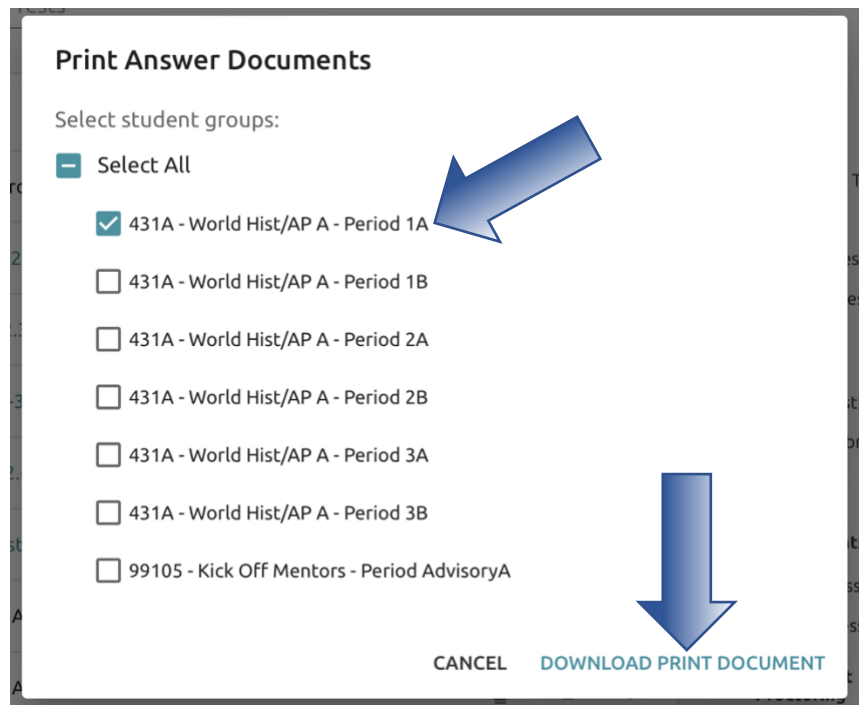 Tests
Print Answer Documents
Select student groups:
Select All
431A - World Hist/AP A - Period 1A
431A - World Hist/AP A - Period 1B
431A - World Hist/AP A - Period 2A
431A - World Hist/AP A - Period 2B
431A - World Hist/AP A - Period 3A
431A - World Hist/AP A - Period 3B
99105 - Kick Off Mentors - Period AdvisoryA
CANCEL DOWNLOAD PRINT DOCUMENT